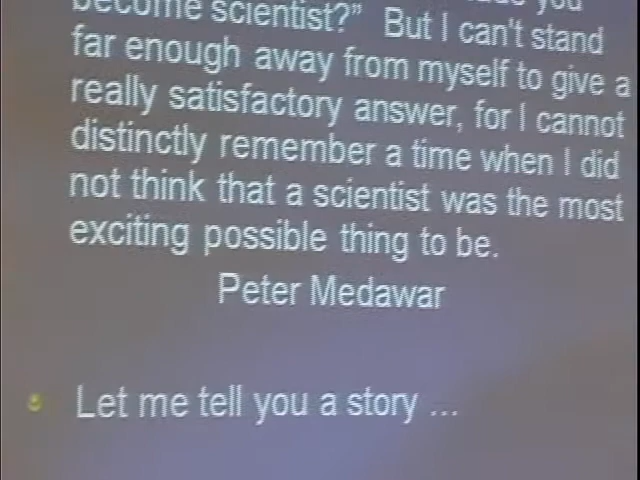 you
become scientist?” But I can't stand
far enough away from myself to give a
really satisfactory answer, for I cannot
distinctly remember a time when I did
not think that a scientist was the most
exciting possible thing to be.
Peter Medawar
Let me tell you a story ...